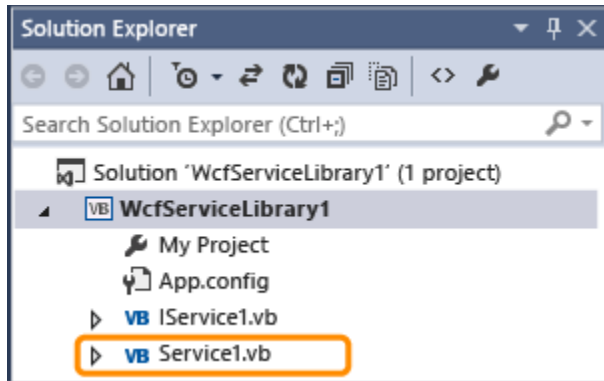 Solution Explorer
Search Solution Explorer (Ctrl+;)
Solution 'WcfServiceLibrary1' (1 project)
VB WcfServiceLibrary1
My Project
App.config
VB IService1.vb
VB Service1.vb